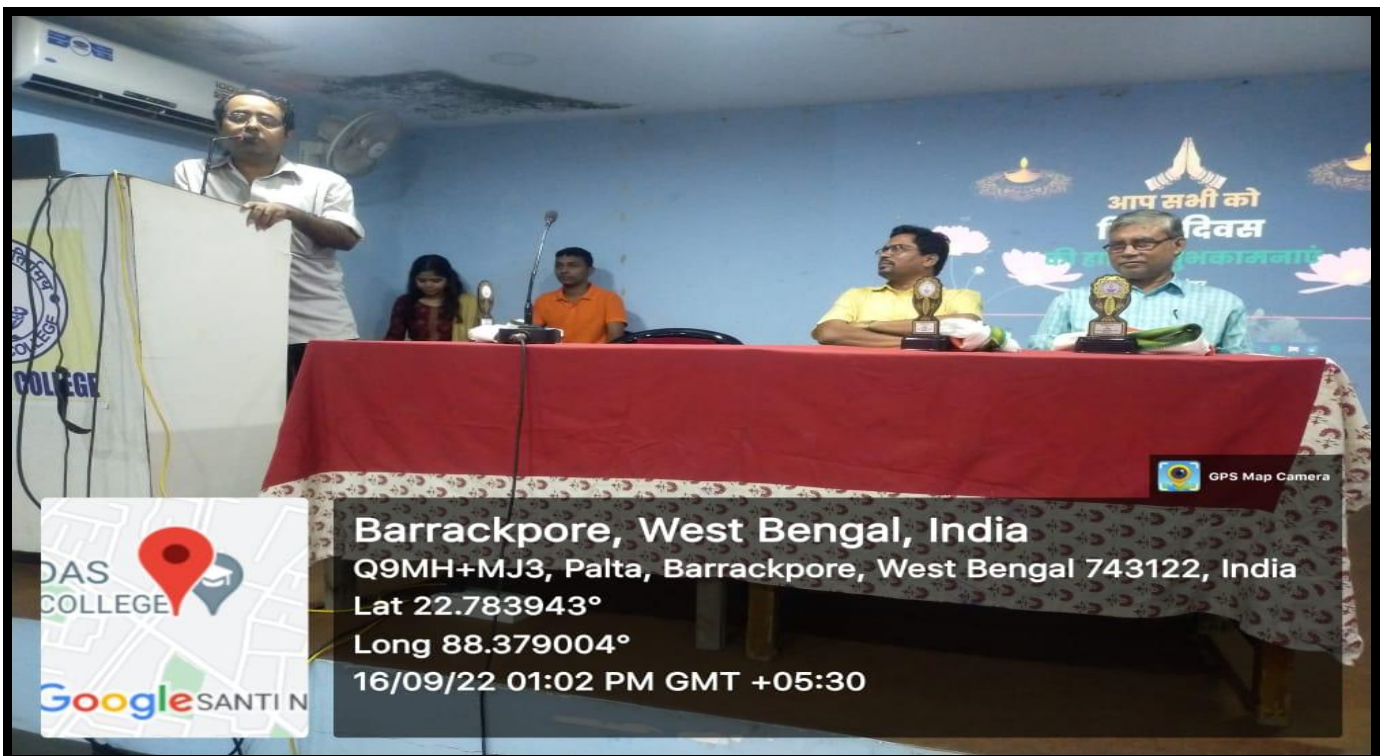 आप सभी को
दिवस
COLLEGE
COLLEGE
GPS Map Camera
Barrackpore, West Bengal, India
Q9MH+MJ3, Palta, Barrackpore, West Bengal 743122, India
Lat 22.783943°
Long 88.379004°
16/09/22 01:02 PM GMT +05:30
DAS
COLLEGE
Google SANTI N